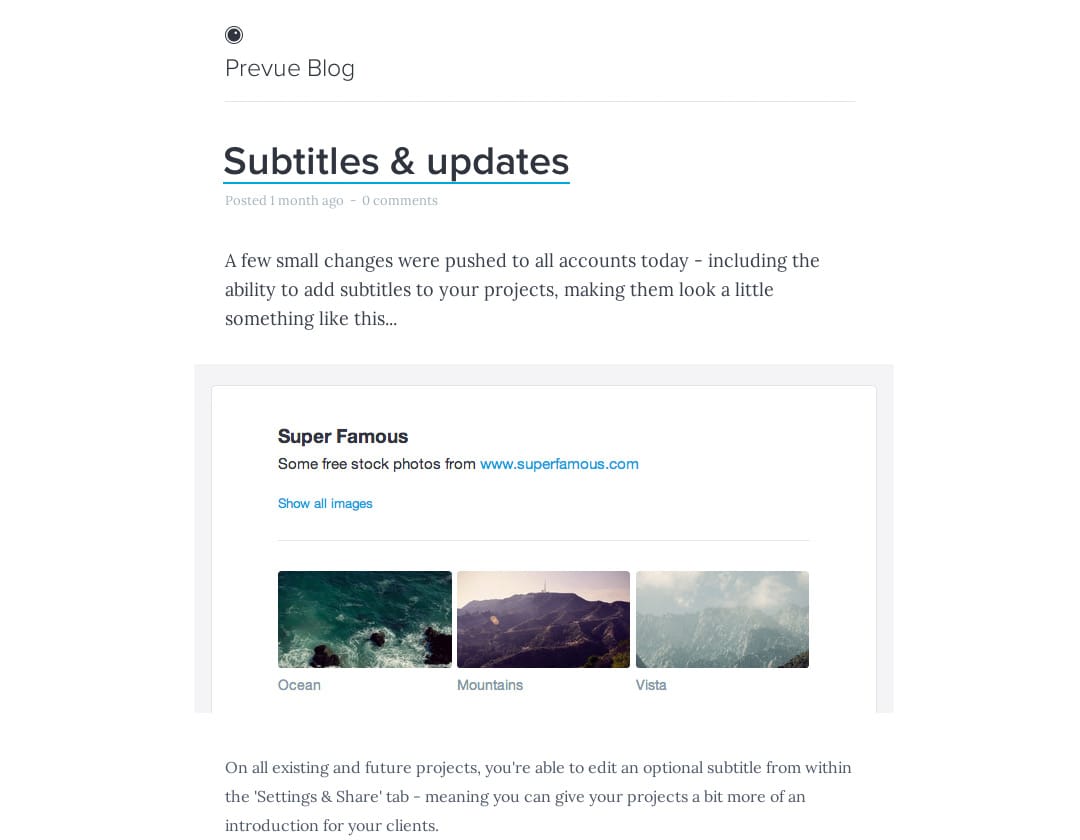 Prevue Blog
Subtitles & updates
Posted 1 month ago - 0 comments
A few small changes were pushed to all accounts today - including the
ability to add subtitles to your projects, making them look a little
something like this...
Super Famous
Some free stock photos from www.superfamous.com
Show all images
Ocean Mountains Vista
On all existing and future projects, you're able to edit an optional subtitle from within
the 'Settings & Share' tab - meaning you can give your projects a bit more of an
introduction for your clients.